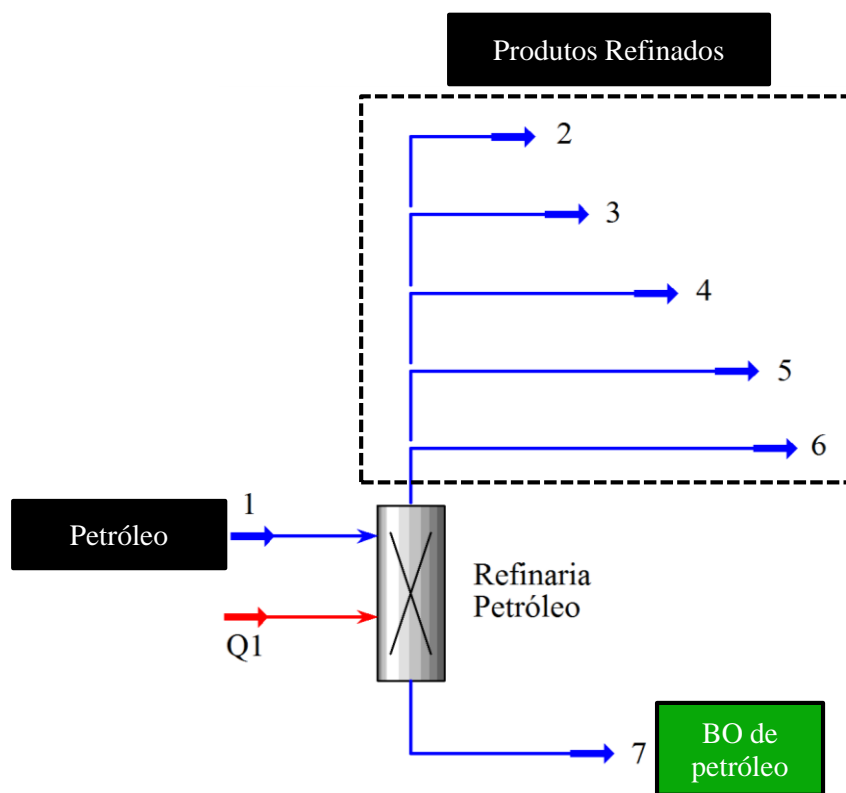 Produtos Refinados
2
3
4
5
6
1
Petróleo
Q1
Refinaria
Petróleo
7
BO de
petróleo